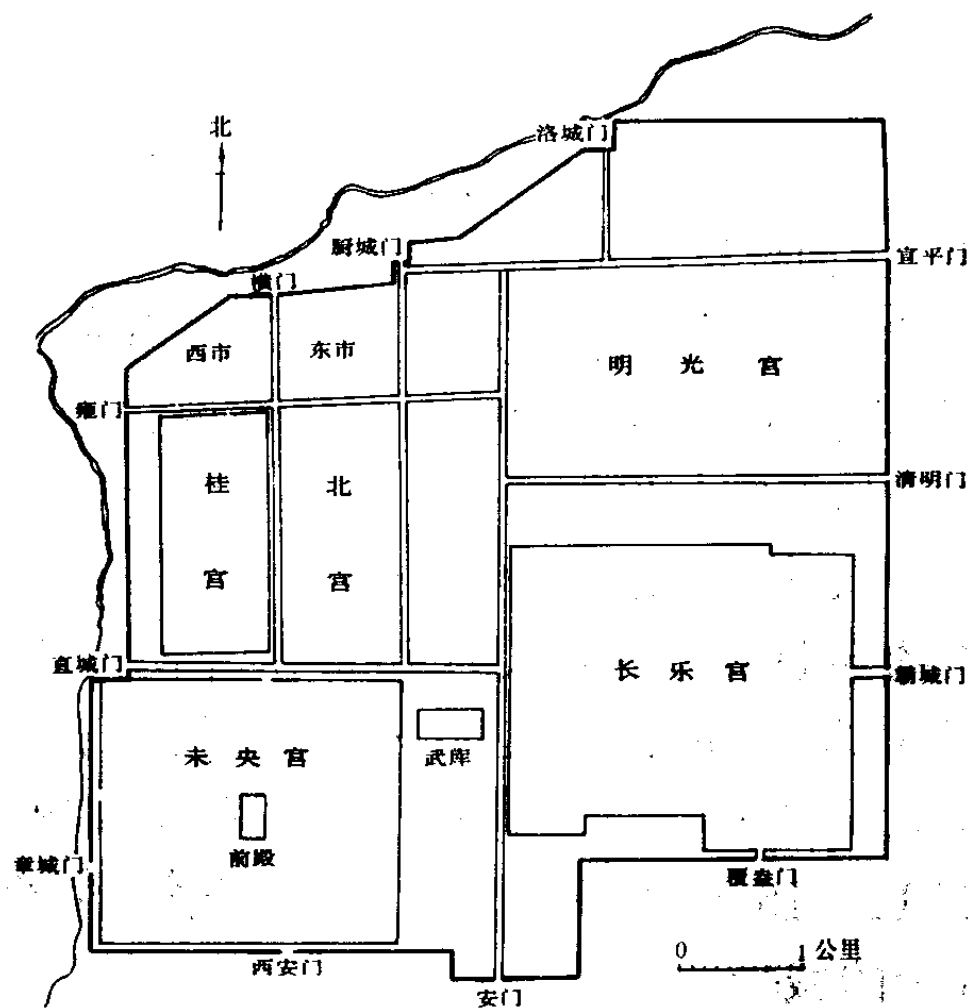 北
洛城门
厨城门
宣平门
横门
西市
东市
明光宫
雍门
清明门
桂宫
北宫
直城门
长乐宫
霸城门
未央宫
武库
前殿
章城门
覆盎门
西安门
安门
0 1 公里